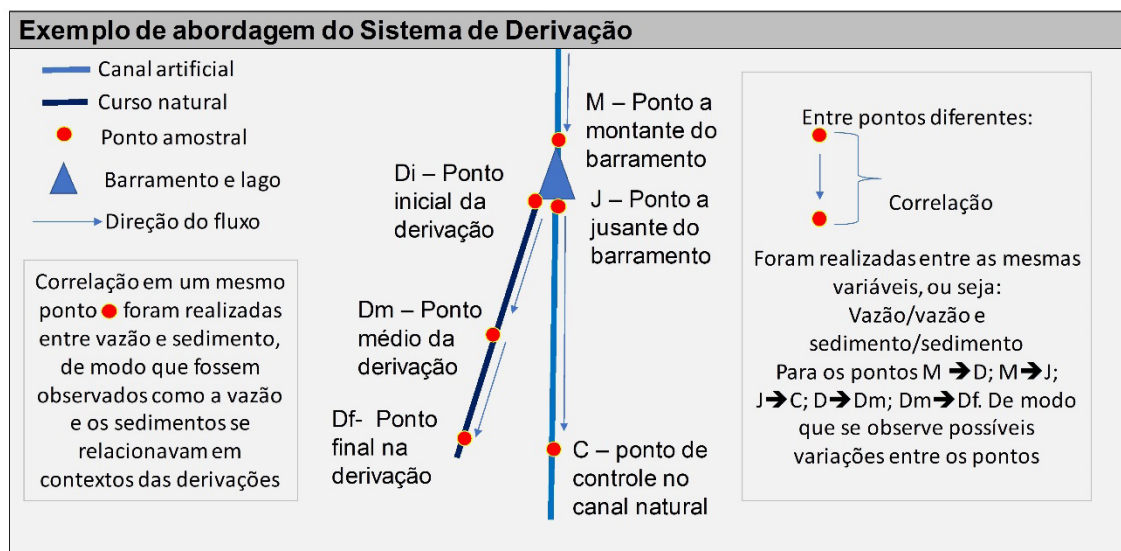 Exemplo de abordagem do Sistema de Derivação
Canal artificial
Curso natural
Ponto amostral
Barramento e lago
Direção do fluxo
Correlação em um mesmo
ponto foram realizadas
entre vazão e sedimento,
de modo que fossem
observados como a vazão
e os sedimentos se
relacionavam em
contextos das derivações
M – Ponto a
montante do
barramento
Di – Ponto
inicial da
derivação
J – Ponto a
jusante do
barramento
Dm – Ponto
médio da
derivação
Df- Ponto
final na
derivação
C – ponto de
controle no
canal natural
Entre pontos diferentes:
Correlação
Foram realizadas entre as mesmas
variáveis, ou seja:
Vazão/vazão e
sedimento/sedimento
Para os pontos M ➔D; M➔J;
J➔C; D➔Dm; Dm➔Df. De modo
que se observe possíveis
variações entre os pontos